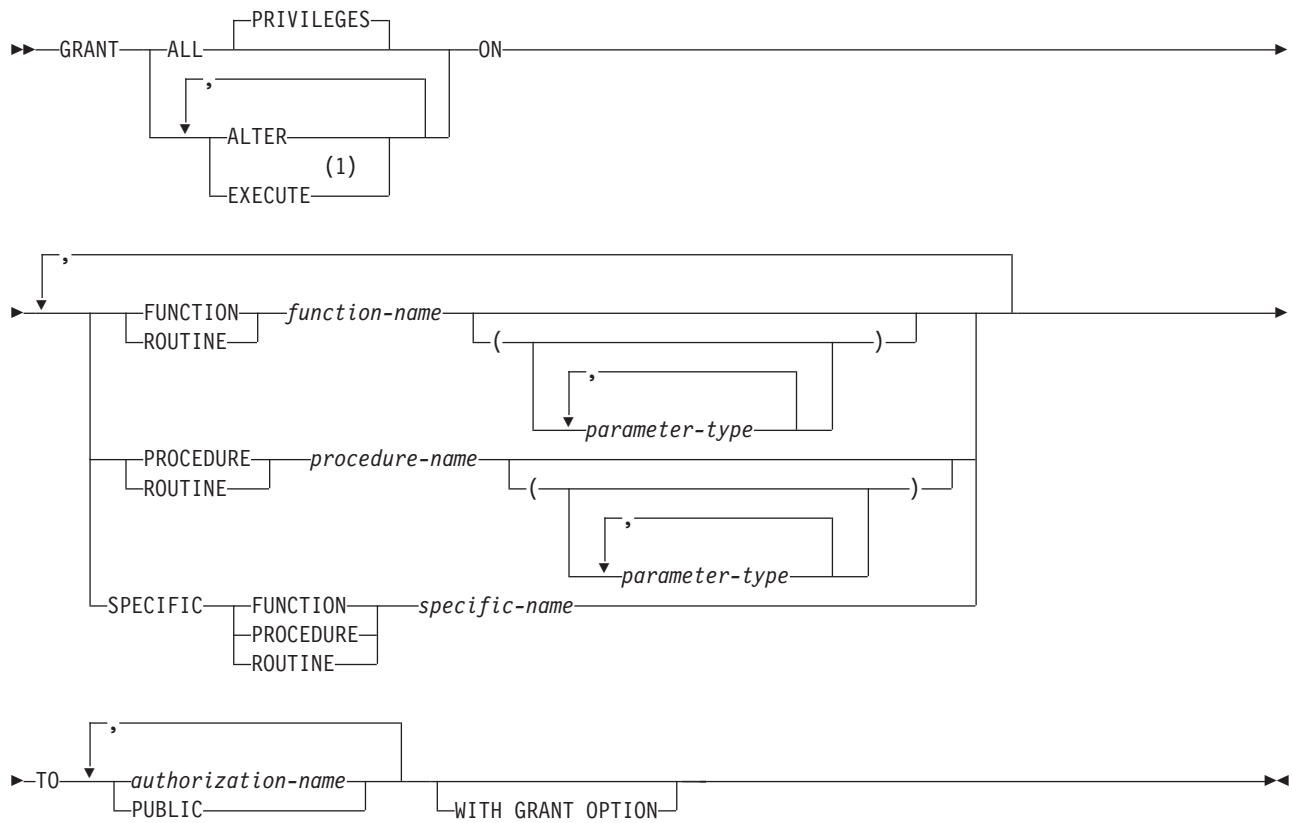 PRIVILEGES
GRANT ALL ON
,
ALTER
(1)
EXECUTE
,
FUNCTION function-name
ROUTINE ( )
,
parameter-type
PROCEDURE procedure-name
ROUTINE ( )
,
parameter-type
SPECIFIC FUNCTION specific-name
PROCEDURE
ROUTINE
,
TO authorization-name
PUBLIC WITH GRANT OPTION